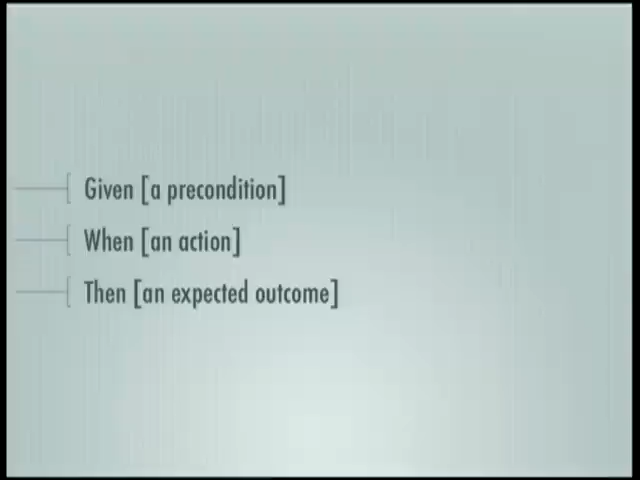 Given [a precondition]
When [an action]
Then [an expected outcome]